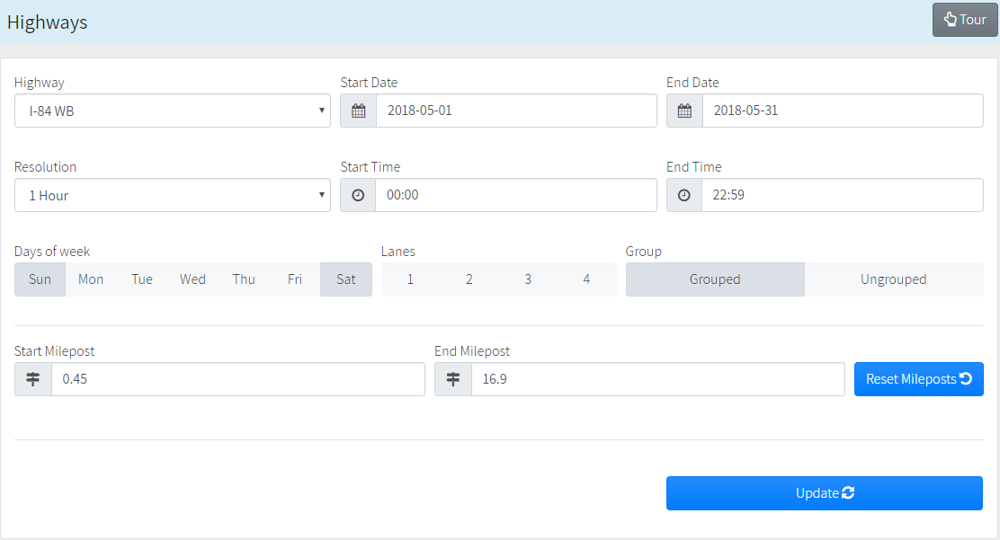 Highways
Tour
Highway Start Date End Date
I-84 WB 2018-05-01 2018-05-31
Resolution Start Time End Time
1 Hour 00:00 22:59
Days of week Lanes Group
Sun Mon Tue Wed Thu Fri Sat 1 2 3 4 Grouped Ungrouped
Start Milepost End Milepost
0.45 16.9 Reset Mileposts
Update